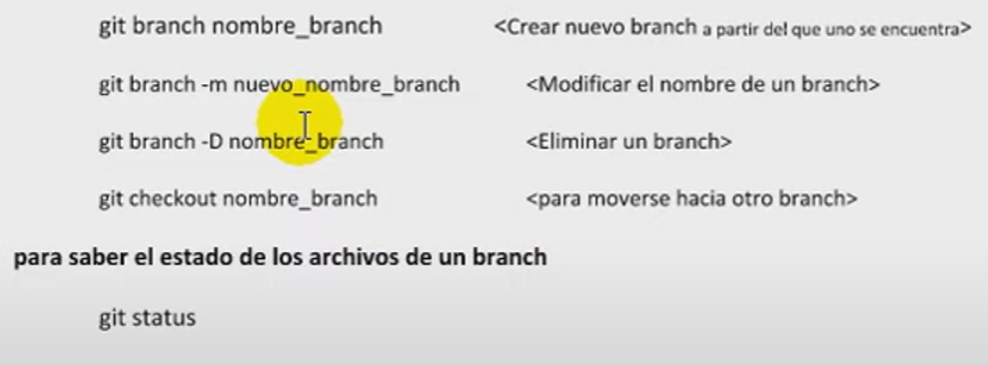 git branch nombre_branch <Crear nuevo branch a partir del que uno se encuentra>
git branch -m nuevo_nombre_branch <Modificar el nombre de un branch>
git branch -D nombre_branch <Eliminar un branch>
git checkout nombre_branch <para moverse hacia otro branch>
para saber el estado de los archivos de un branch
git status